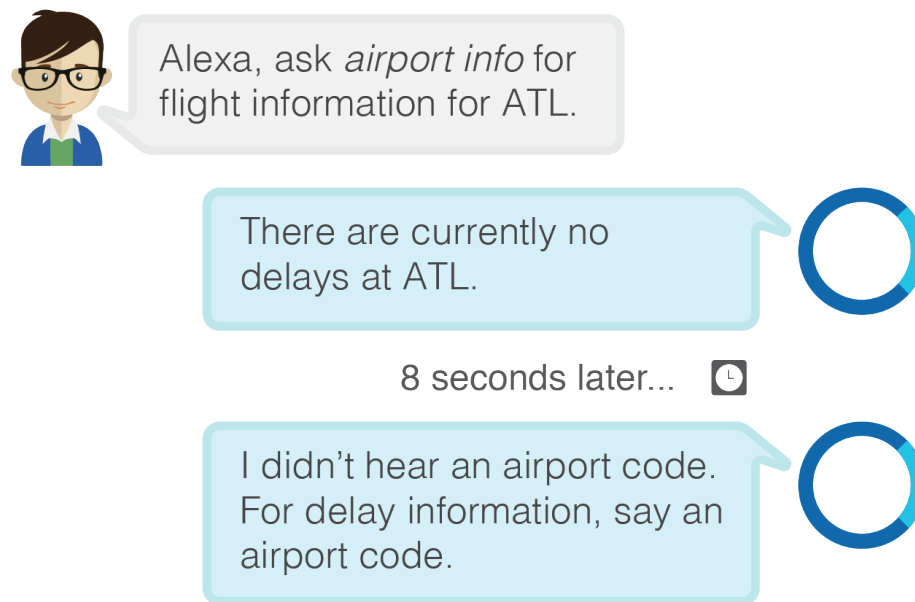 Alexa, ask airport info for
flight information for ATL.
There are currently no
delays at ATL.
8 seconds later...
I didn’t hear an airport code.
For delay information, say an
airport code.